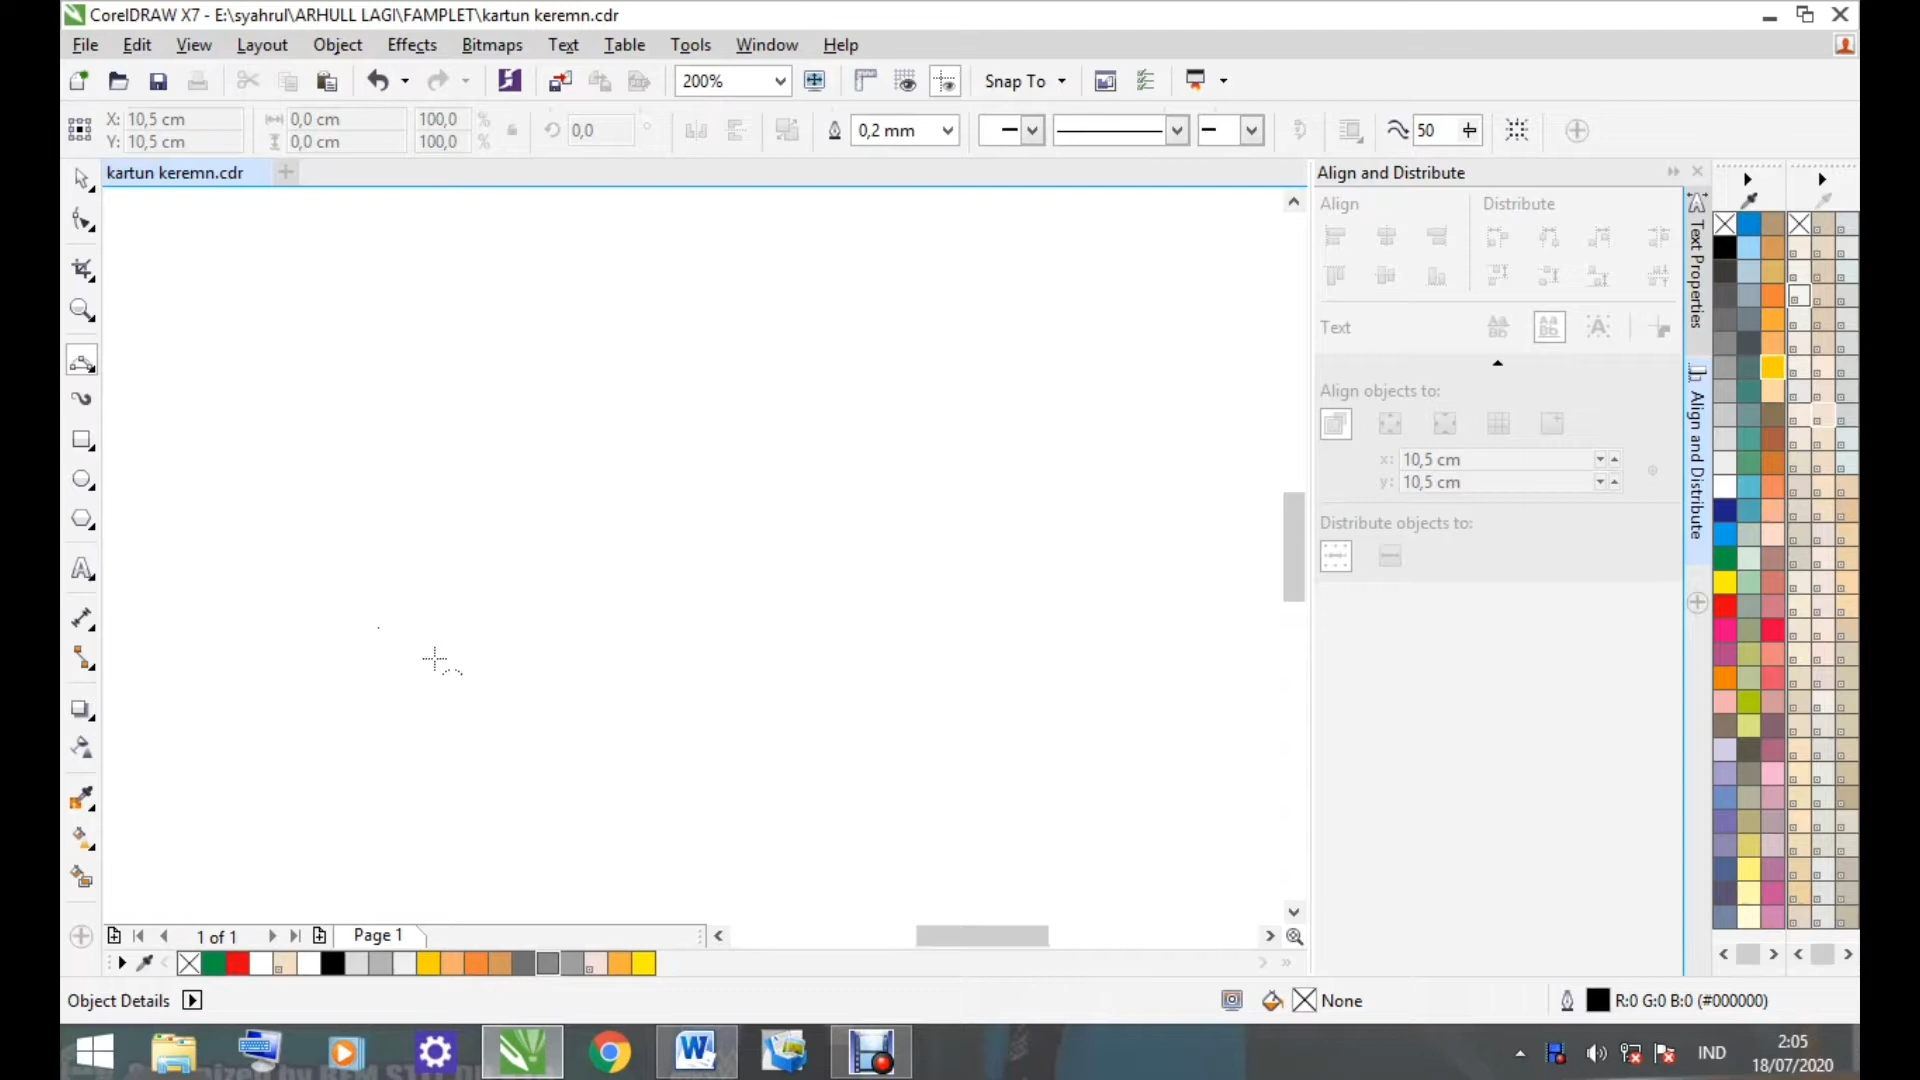 CorelDRAW X7 - E:\syahrul\ARHULL LAGI\FAMPLET\kartun keremn.cdr
File Edit View Layout Object Effects Bitmaps Text Table Tools Window Help
200% Snap To
X: 10,5 cm 0,0 cm 100,0 % 0,0 ° 0,2 mm 50
Y: 10,5 cm 0,0 cm 100,0 %
kartun keremn.cdr
Align and Distribute
Align Distribute
Text
Align objects to:
x: 10,5 cm
y: 10,5 cm
Distribute objects to:
Text Properties
Align and Distribute
1 of 1 Page 1
Object Details None R:0 G:0 B:0 (#000000)
IND 2:05
18/07/2020